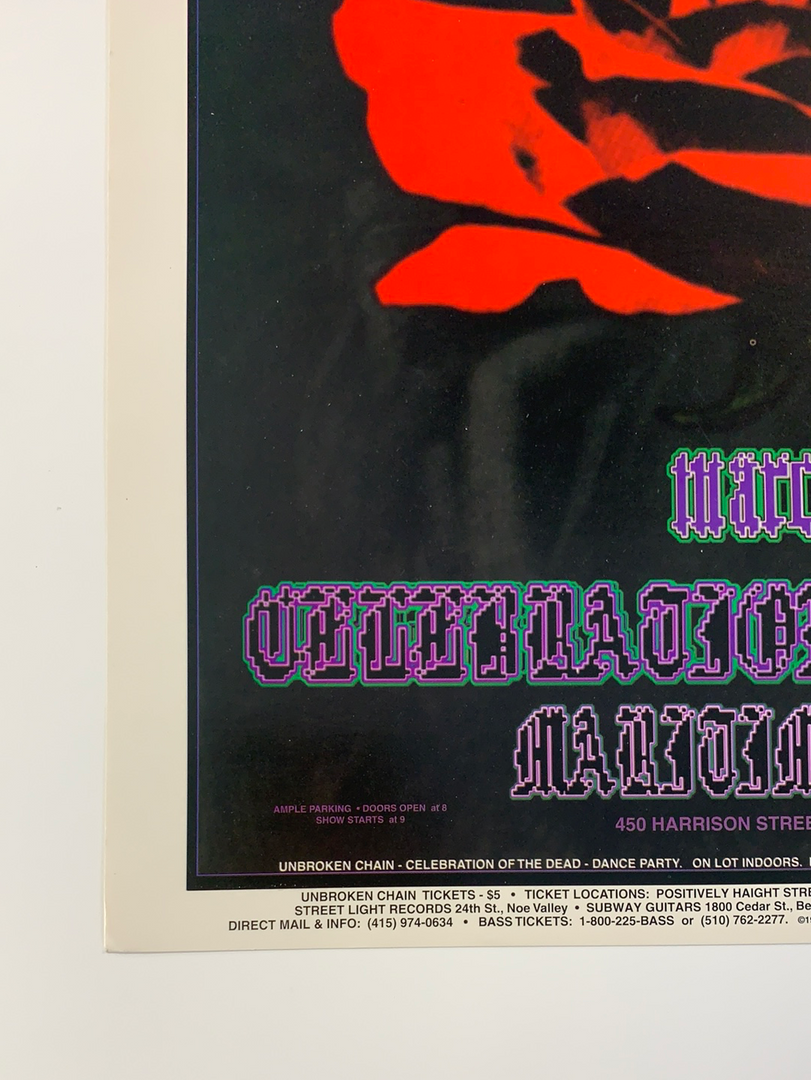 CELEBRATION
AMPLE PARKING • DOORS OPEN at 8
SHOW STARTS at 9
450 HARRISON STREE
UNBROKEN CHAIN - CELEBRATION OF THE DEAD - DANCE PARTY. ON LOT INDOORS.
UNBROKEN CHAIN TICKETS - $5 • TICKET LOCATIONS: POSITIVELY HAIGHT STRE
STREET LIGHT RECORDS 24th St., Noe Valley • SUBWAY GUITARS 1800 Cedar St., Be
DIRECT MAIL & INFO: (415) 974-0634 • BASS TICKETS: 1-800-225-BASS or (510) 762-2277. ©19